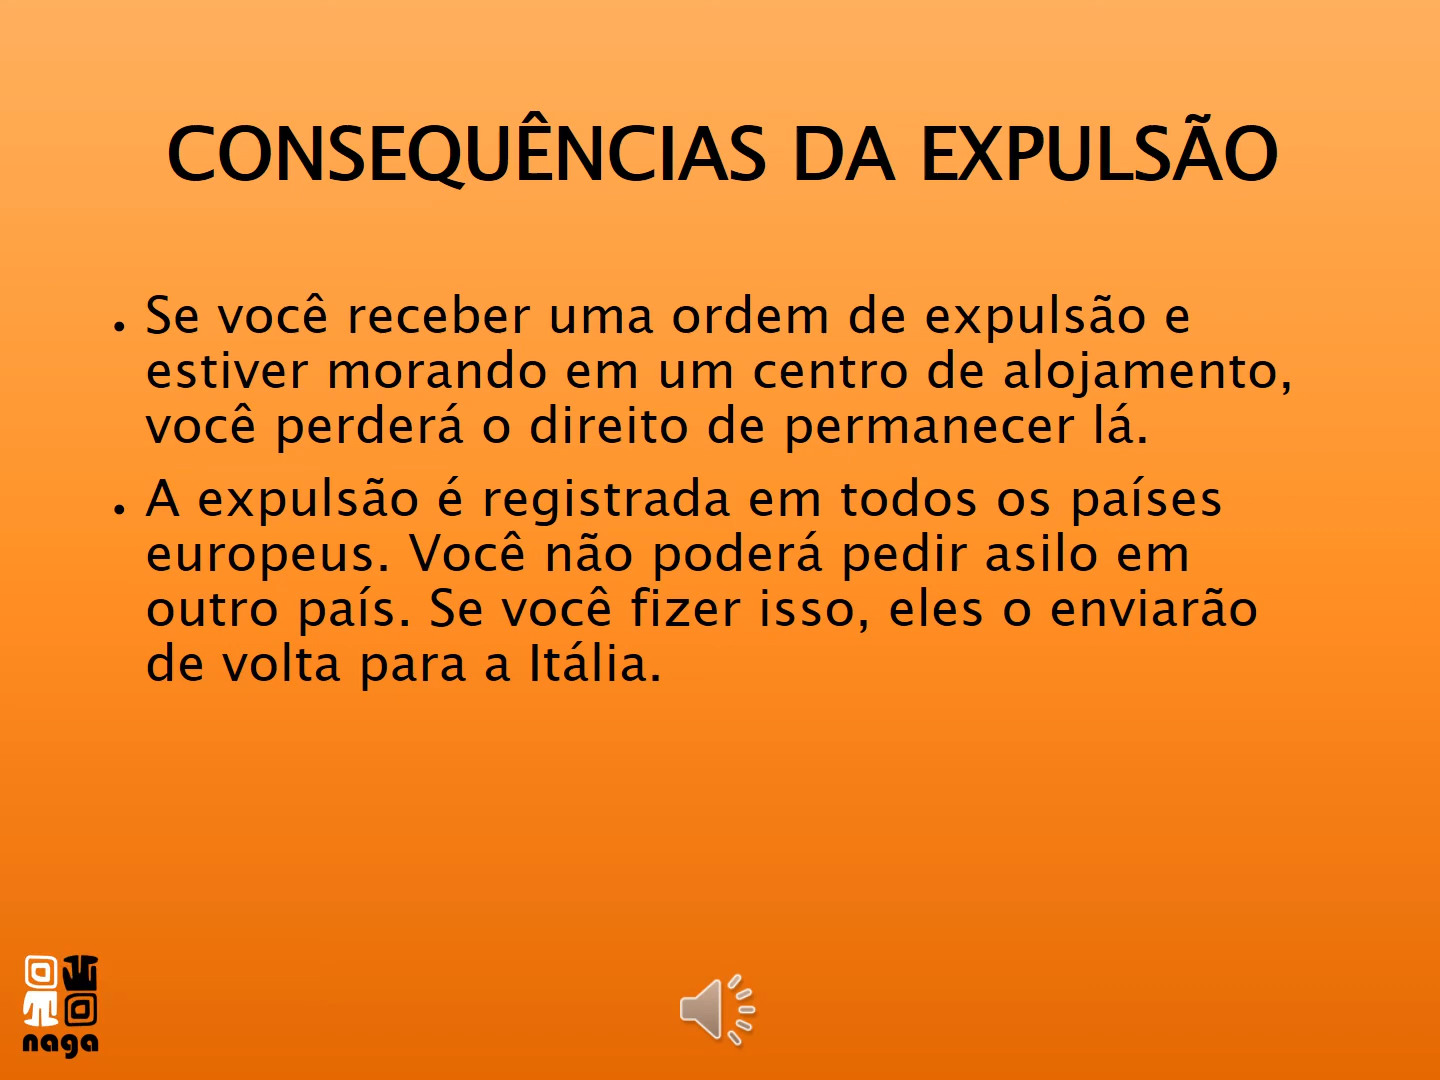 CONSEQUÊNCIAS DA EXPULSÃO
• Se você receber uma ordem de expulsão e
estiver morando em um centro de alojamento,
você perderá o direito de permanecer lá.
• A expulsão é registrada em todos os países
europeus. Você não poderá pedir asilo em
outro país. Se você fizer isso, eles o enviarão
de volta para a Itália.
naga